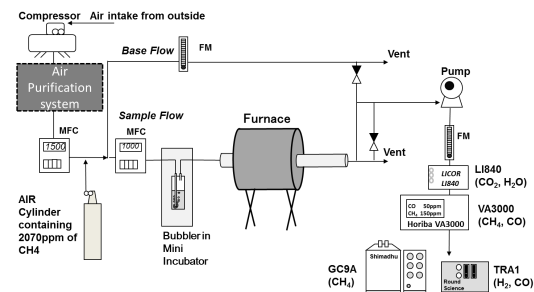 Compressor Air intake from outside
Base Flow
FM
Vent
Air
Purification
system
Pump
MFC
1500
Sample Flow
MFC
1000
Furnace
FM
Vent
AIR
Cylinder
containing
2070ppm of
CH4
Bubbler in
Mini
Incubator
LICOR
LI840
LI840
(CO2, H2O)
CO 50ppm
CH4 150ppm
Horiba VA3000
VA3000
(CH4, CO)
GC9A
(CH4)
Shimadhu
Round
Science
TRA1
(H2, CO)